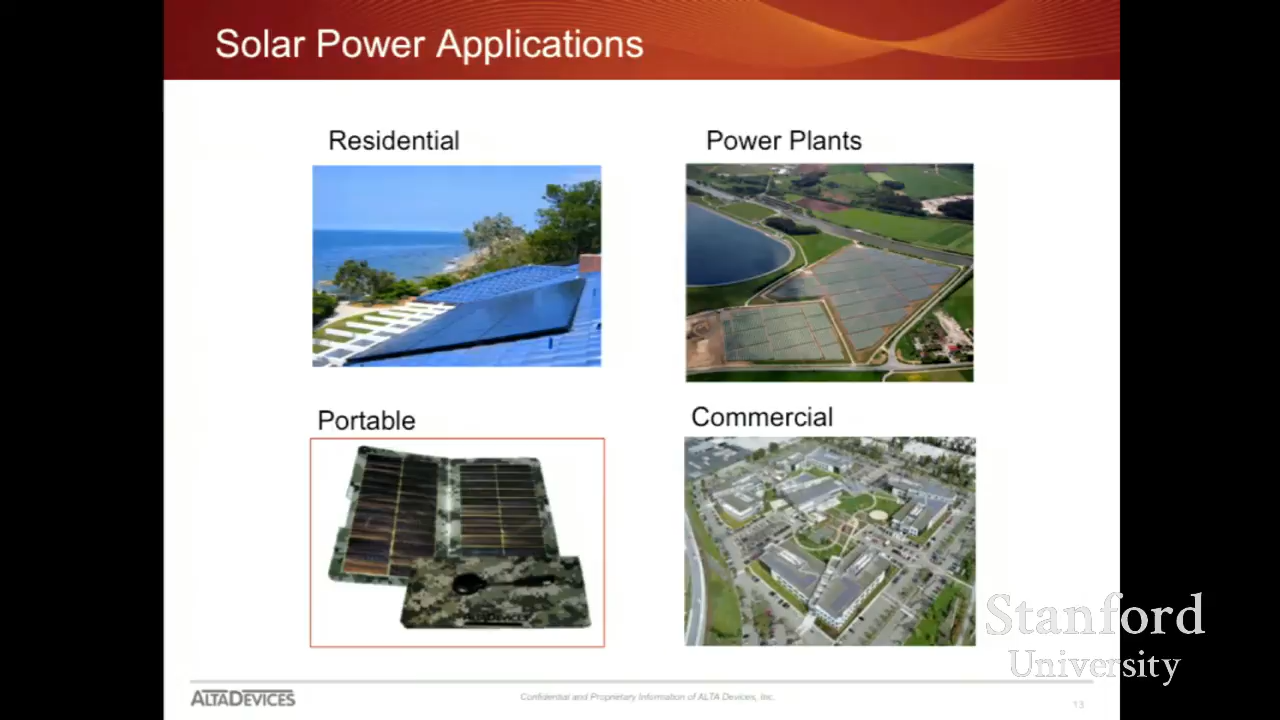 Solar Power Applications
Residential
Power Plants
Portable
Commercial
Stanford
University
ALTADEVICES
Confidential and Proprietary Information of ALTA Devices, Inc.
13